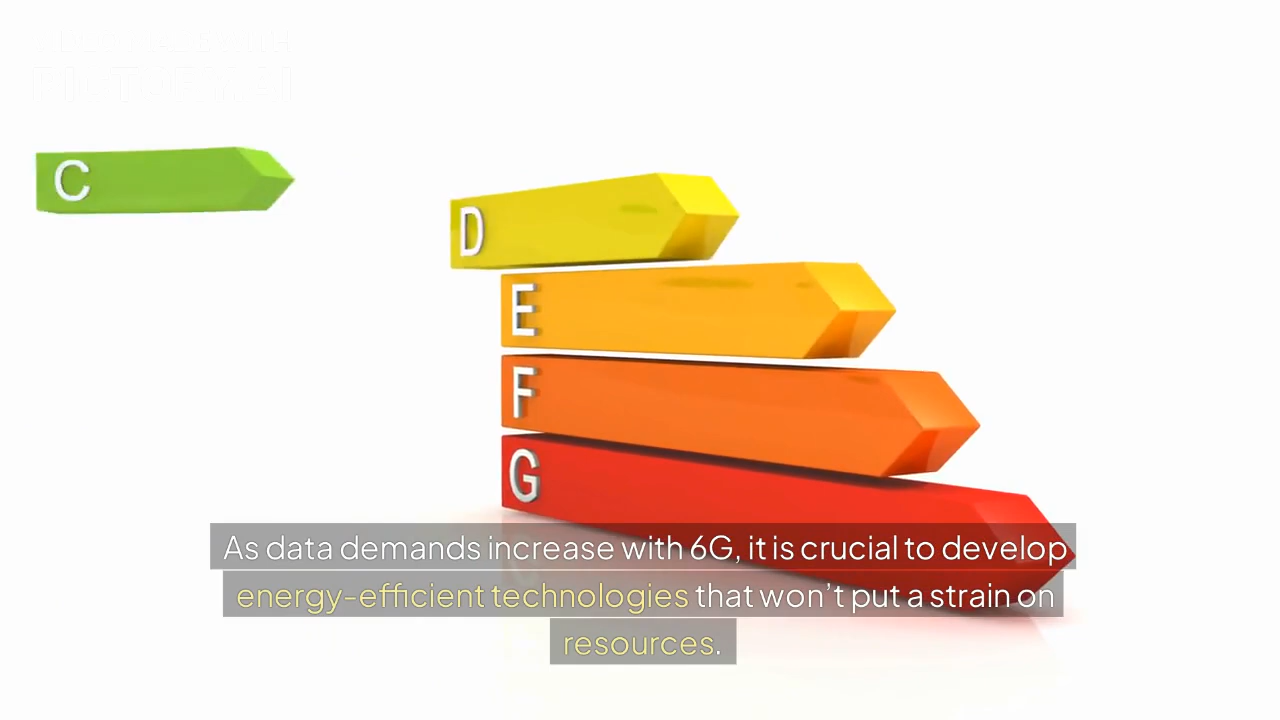 C
D
E
F
G
As data demands increase with 6G, it is crucial to develop
energy-efficient technologies that won’t put a strain on
resources.